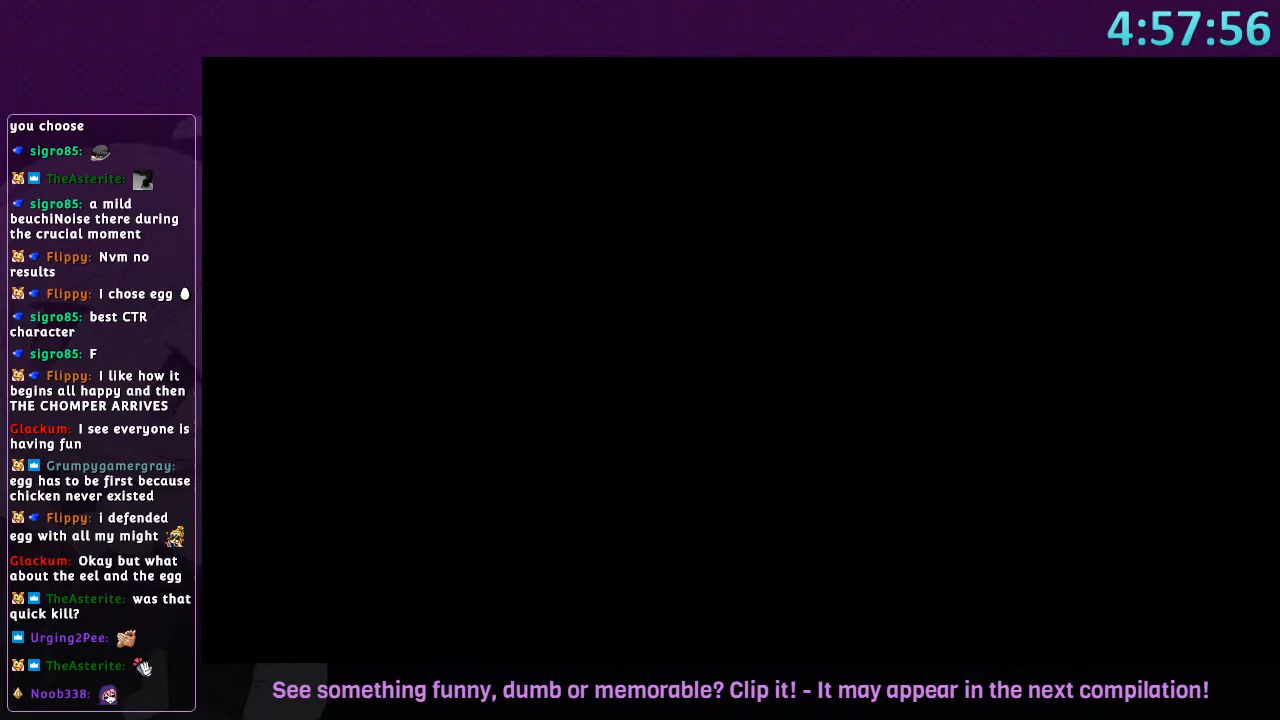 4:57:56
you choose
sigro85:
TheAsterite:
sigro85: a mild
beuchiNoise there during
the crucial moment
Flippy: Nvm no
results
Flippy: I chose egg
sigro85: best CTR
character
sigro85: F
Flippy: I like how it
begins all happy and then
THE CHOMPER ARRIVES
Glackum: I see everyone is
having fun
Grumpygamergray:
egg has to be first because
chicken never existed
Flippy: i defended
egg with all my might
Glackum: Okay but what
about the eel and the egg
TheAsterite: was that
quick kill?
Urging2Pee:
TheAsterite:
Noob338:
See something funny, dumb or memorable? Clip it! - It may appear in the next compilation!